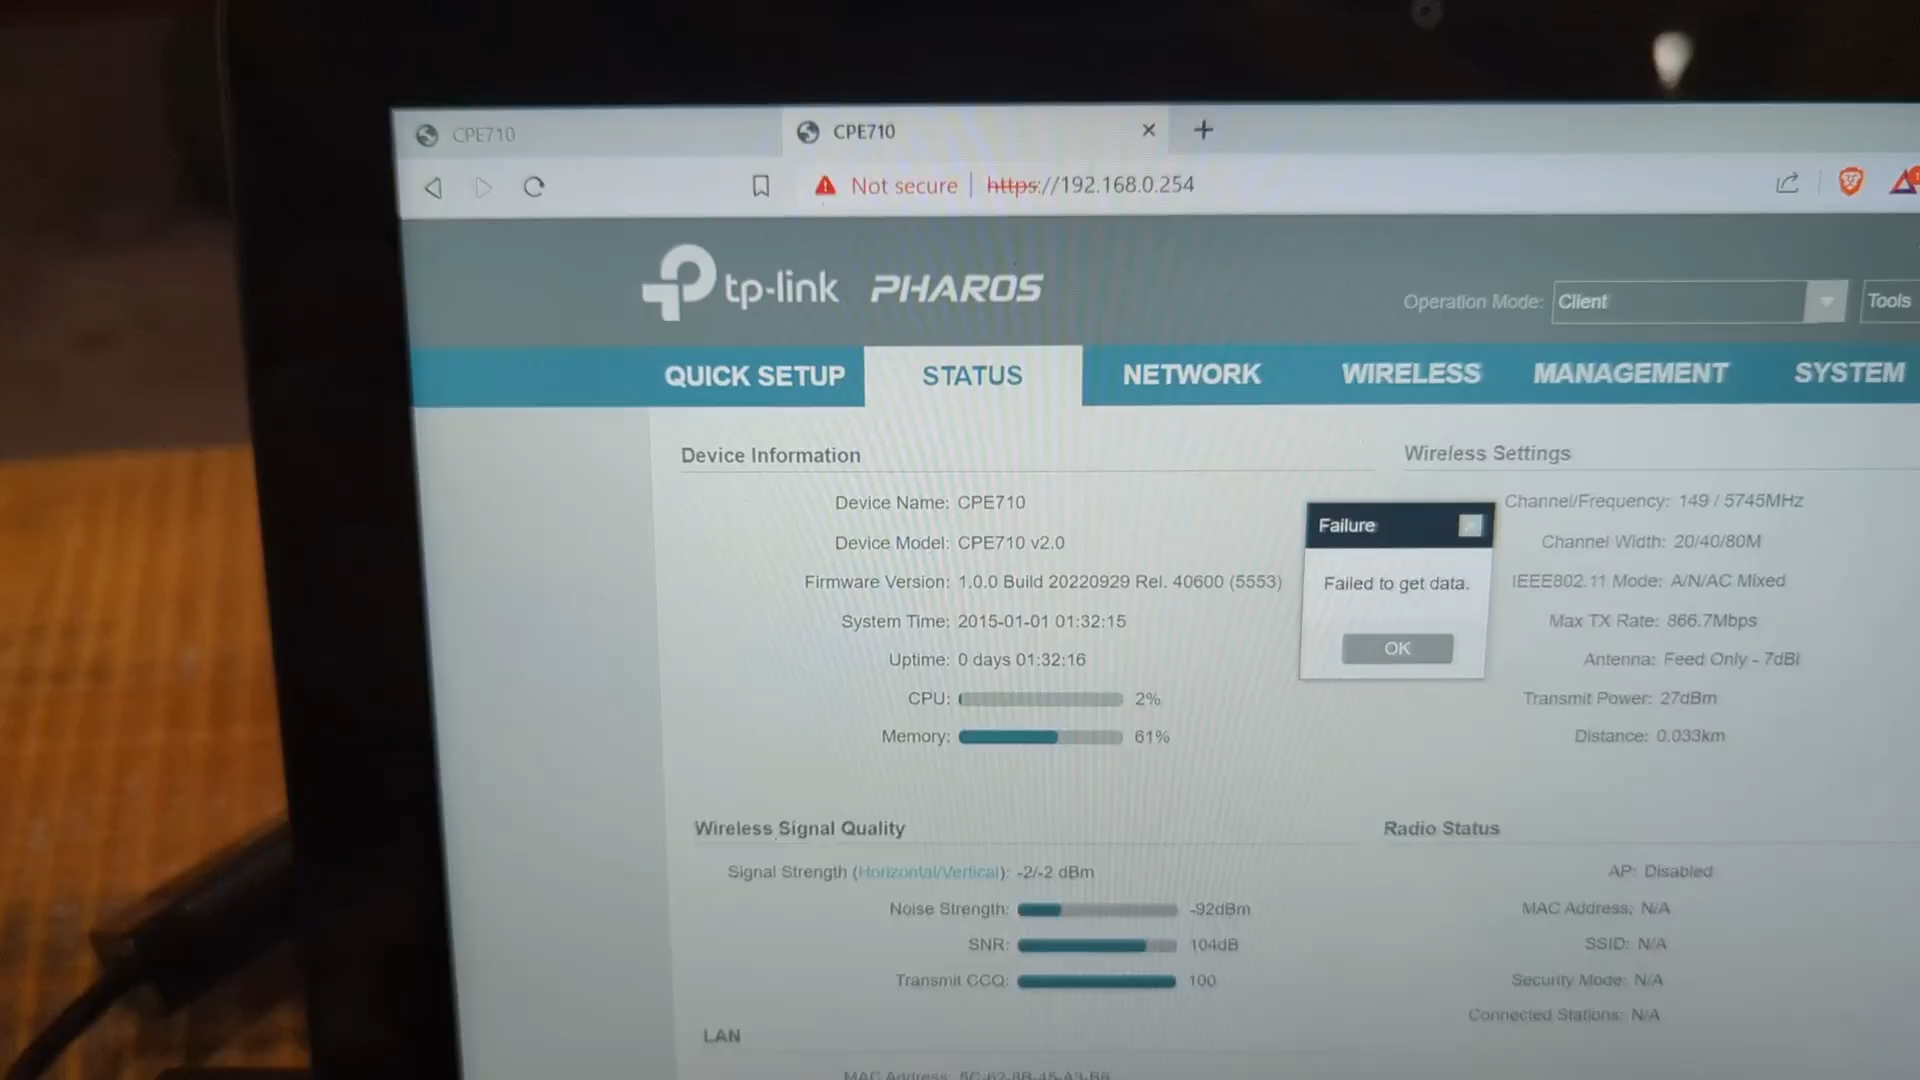 CPE710
CPE710
Not secure | https://192.168.0.254
tp-link PHAROS
Operation Mode: Client
Tools
QUICK SETUP STATUS NETWORK WIRELESS MANAGEMENT SYSTEM
Device Information
Device Name: CPE710
Device Model: CPE710 v2.0
Firmware Version: 1.0.0 Build 20220929 Rel. 40600 (5553)
System Time: 2015-01-01 01:32:15
Uptime: 0 days 01:32:16
CPU: 2%
Memory: 61%
Failure
Failed to get data.
OK
Wireless Settings
Channel/Frequency: 149 / 5745MHz
Channel Width: 20/40/80M
IEEE802.11 Mode: A/N/AC Mixed
Max TX Rate: 866.7Mbps
Antenna: Feed Only - 7dBi
Transmit Power: 27dBm
Distance: 0.033km
Wireless Signal Quality
Signal Strength (Horizontal/Vertical): -2/-2 dBm
Noise Strength: -92dBm
SNR: 104dB
Transmit CCQ: 100
Radio Status
AP: Disabled
MAC Address: N/A
SSID: N/A
Security Mode: N/A
Connected Stations: N/A
LAN
MAC Address: